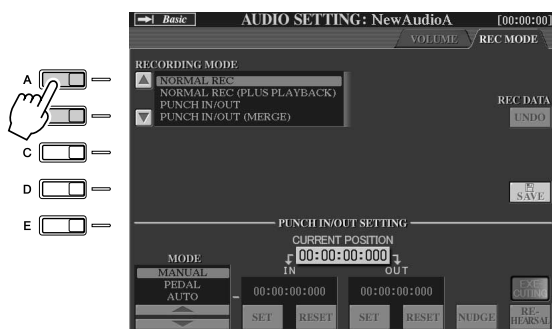 Basic AUDIO SETTING: NewAudioA [00:00:00]
VOLUME REC MODE
RECORDING MODE
NORMAL REC
NORMAL REC (PLUS PLAYBACK)
PUNCH IN/OUT
PUNCH IN/OUT (MERGE)
REC DATA
UNDO
SAVE
A
C
D
E
PUNCH IN/OUT SETTING
CURRENT POSITION
00:00:00:000
IN OUT
MODE
MANUAL
PEDAL
AUTO
00:00:00:000 00:00:00:000
SET RESET SET RESET NUDGE
EXE-
CUTING
RE-
HEARSAL